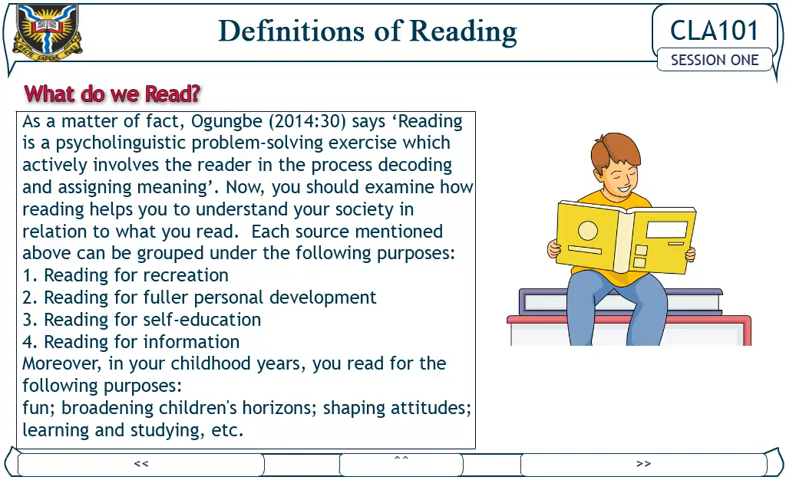 Definitions of Reading
CLA101
SESSION ONE
What do we Read?
As a matter of fact, Ogungbe (2014:30) says ‘Reading
is a psycholinguistic problem-solving exercise which
actively involves the reader in the process decoding
and assigning meaning’. Now, you should examine how
reading helps you to understand your society in
relation to what you read.  Each source mentioned
above can be grouped under the following purposes:
1. Reading for recreation
2. Reading for fuller personal development
3. Reading for self-education
4. Reading for information
Moreover, in your childhood years, you read for the
following purposes:
fun; broadening children's horizons; shaping attitudes;
learning and studying, etc.
<<
^^
>>